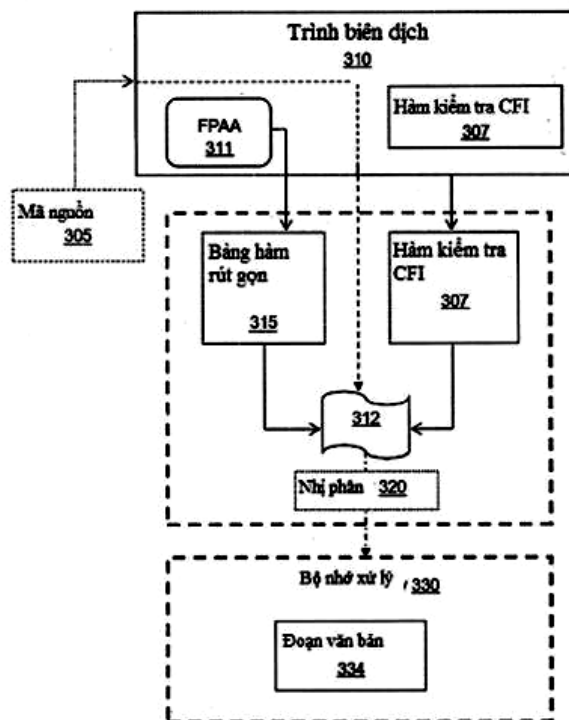 Trình biên dịch
310
FPAA
311
Hàm kiểm tra CFI
307
Mã nguồn
305
Bảng hàm
rút gọn
315
Hàm kiểm tra
CFI
307
312
Nhị phân 320
Bộ nhớ xử lý 330
Đoạn văn bản
334